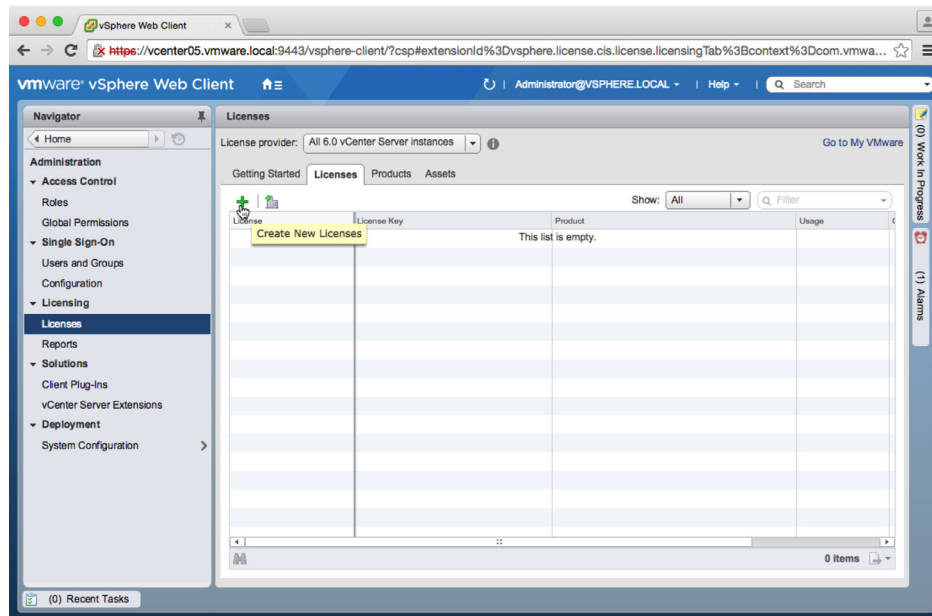 vSphere Web Client
https://vcenter05.vmware.local:9443/vsphere-client/?csp#extensionId%3Dvsphere.license.cis.license.licensingTab%3Bcontext%3Dcom.vmwa...
vmware® vSphere Web Client
Administrator@VSPHERE.LOCAL
Help
Search
Navigator
Home
Administration
Access Control
Roles
Global Permissions
Single Sign-On
Users and Groups
Configuration
Licensing
Licenses
Reports
Solutions
Client Plug-Ins
vCenter Server Extensions
Deployment
System Configuration
Licenses
License provider: All 6.0 vCenter Server instances
Go to My VMware
Getting Started Licenses Products Assets
Show: All Filter
License License Key Product Usage
Create New Licenses
This list is empty.
0 items
(0) Work In Progress
(1) Alarms
(0) Recent Tasks